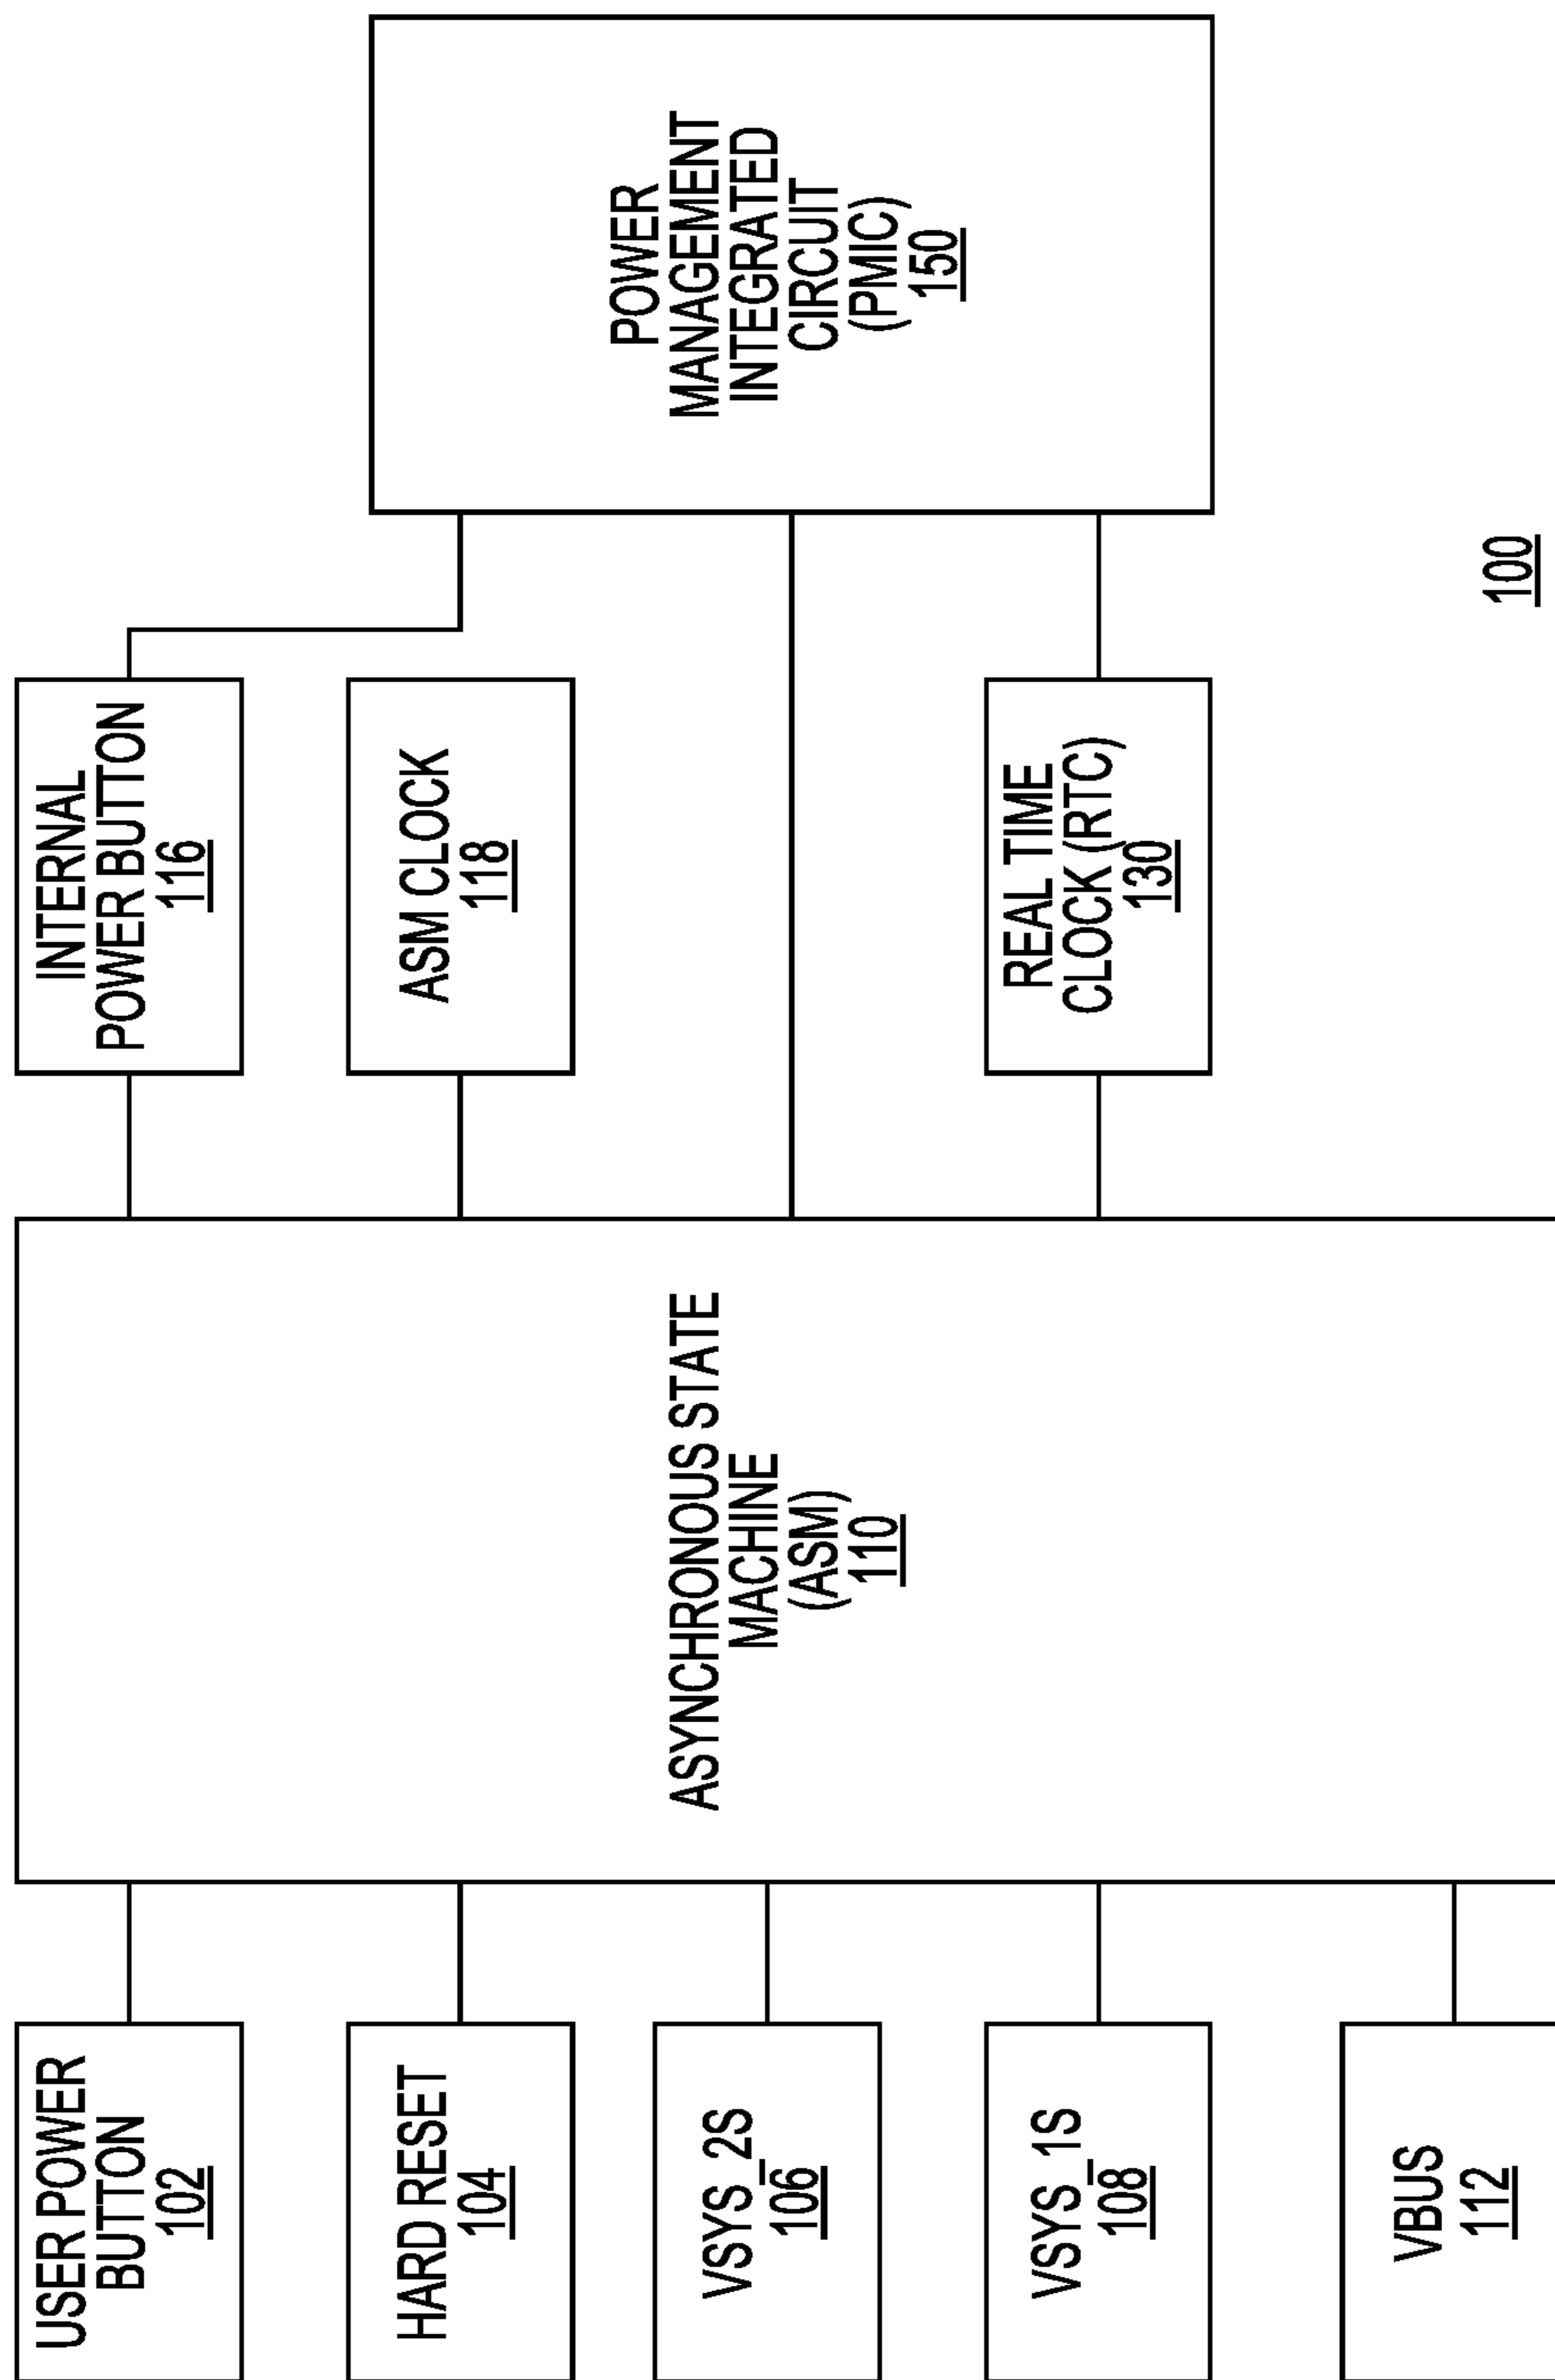 USER POWER
BUTTON
102
HARD RESET
104
VSYS_2S
106
VSYS_1S
108
VBUS
112
ASYNCHRONOUS STATE
MACHINE
(ASM)
110
INTERNAL
POWER BUTTON
116
ASM CLOCK
118
REAL TIME
CLOCK (RTC)
130
POWER
MANAGEMENT
INTEGRATED
CIRCUIT
(PMIC)
150
100